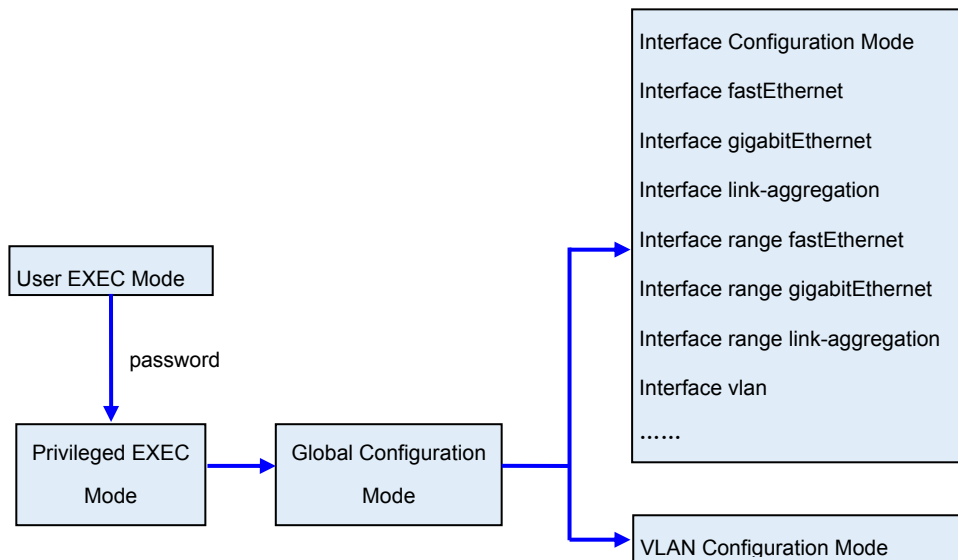 User EXEC Mode
password
Privileged EXEC
Mode
Global Configuration
Mode
Interface Configuration Mode
Interface fastEthernet
Interface gigabitEthernet
Interface link-aggregation
Interface range fastEthernet
Interface range gigabitEthernet
Interface range link-aggregation
Interface vlan
......
VLAN Configuration Mode